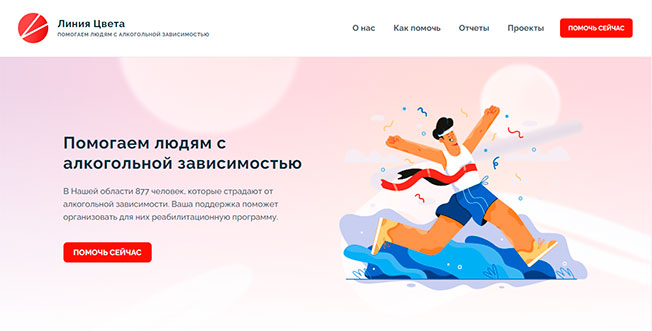 Линия Цвета
ПОМОГАЕМ ЛЮДЯМ С АЛКОГОЛЬНОЙ ЗАВИСИМОСТЬЮ
О нас
Как помочь
Отчеты
Проекты
ПОМОЧЬ СЕЙЧАС
Помогаем людям с
алкогольной зависимостью
В Нашей области 877 человек, которые страдают от
алкогольной зависимости. Ваша поддержка поможет
организовать для них реабилитационную программу.
ПОМОЧЬ СЕЙЧАС